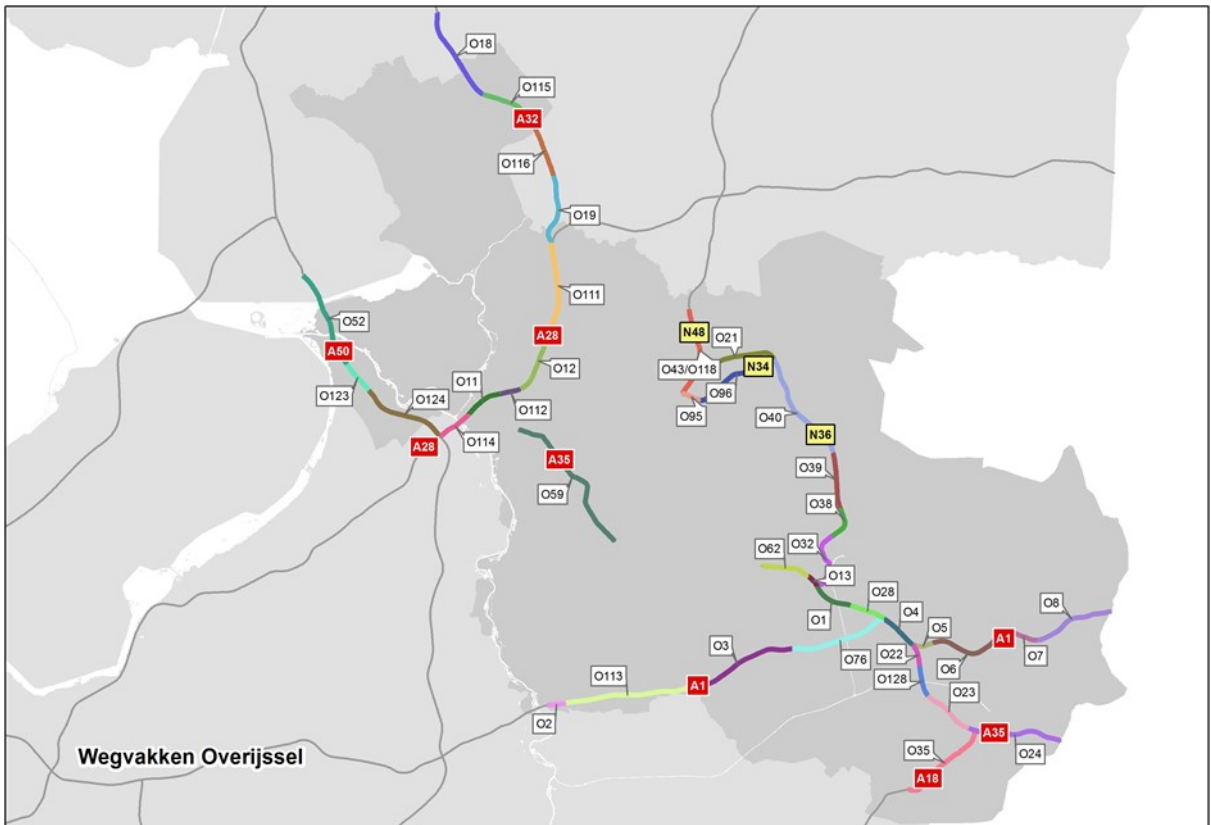 O18
O115
A32
O116
O19
O111
O52
A28
N48
O21
A50
O12
O43/O118
N34
O11
O96
O123
O124
O112
O95
O40
A28
O114
N36
A35
O39
O59
O38
O62
O32
O13
O28
O4
O8
O1
O5
A1
O3
O76
O22
O6
O7
O113
O128
A1
O23
O2
A35
Wegvakken Overijssel
O35
O24
A18